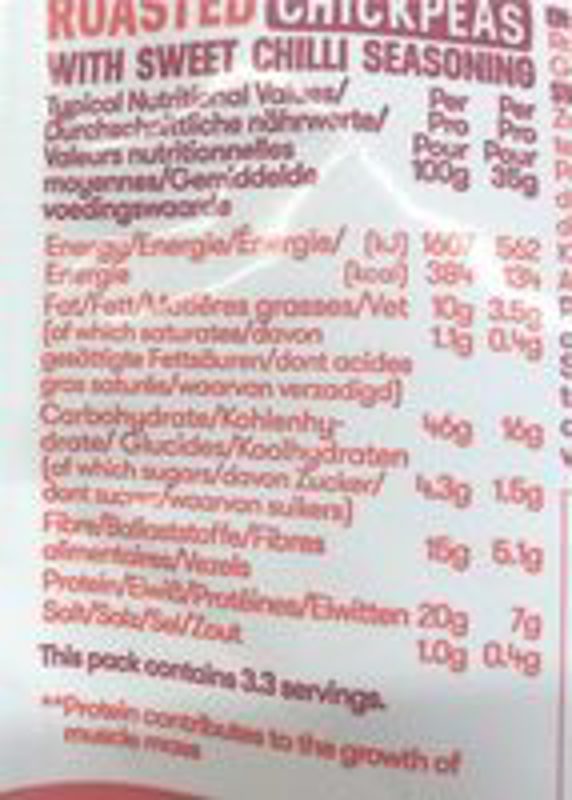 ROASTED CHICKPEAS
WITH SWEET CHILLI SEASONING
Typical Nutritional Values/ Per Per
Durchschnittliche nährwerte/ Pro Pro
Valeurs nutritionnelles Pour Pour
moyennes/Gemiddelde 100g 35g
voedingswaarde
Energy/Energie/Énergie/ (kJ) 1607 562
Energie (kcal) 384 134
Fat/Fett/Matières grasses/Vet 10g 3.5g
(of which saturates/davon 1.1g 0.4g
gesättigte Fettsäuren/dont acides
gras saturés/waarvan verzadigd)
Carbohydrate/Kohlenhy- 46g 16g
drate/ Glucides/Koolhydraten
(of which sugars/davon Zucker/ 4.3g 1.5g
dont sucres/waarvan suikers)
Fibre/Ballaststoffe/Fibres 15g 5.1g
alimentaires/Vezels
Protein/Eiweiß/Protéines/Eiwitten 20g 7g
Salt/Salz/Sel/Zout 1.0g 0.4g
This pack contains 3.3 servings.
**Protein contributes to the growth of
muscle mass